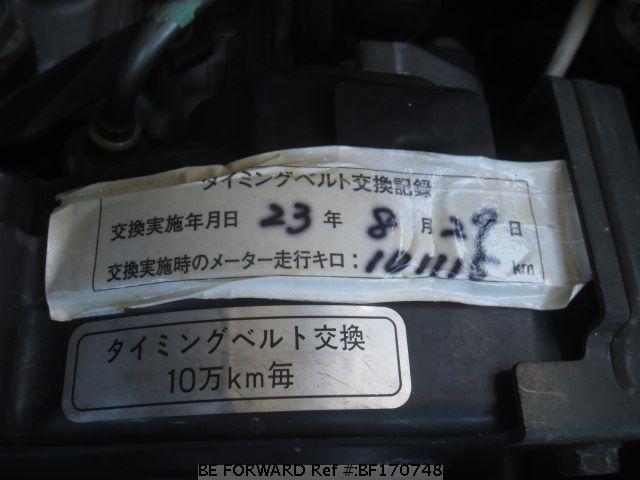 タイミングベルト交換記録
交換実施年月日 23 年 8 月 29 日
交換実施時のメーター走行キロ: km
タイミングベルト交換
10万km毎
BE FORWARD Ref #:BF170748